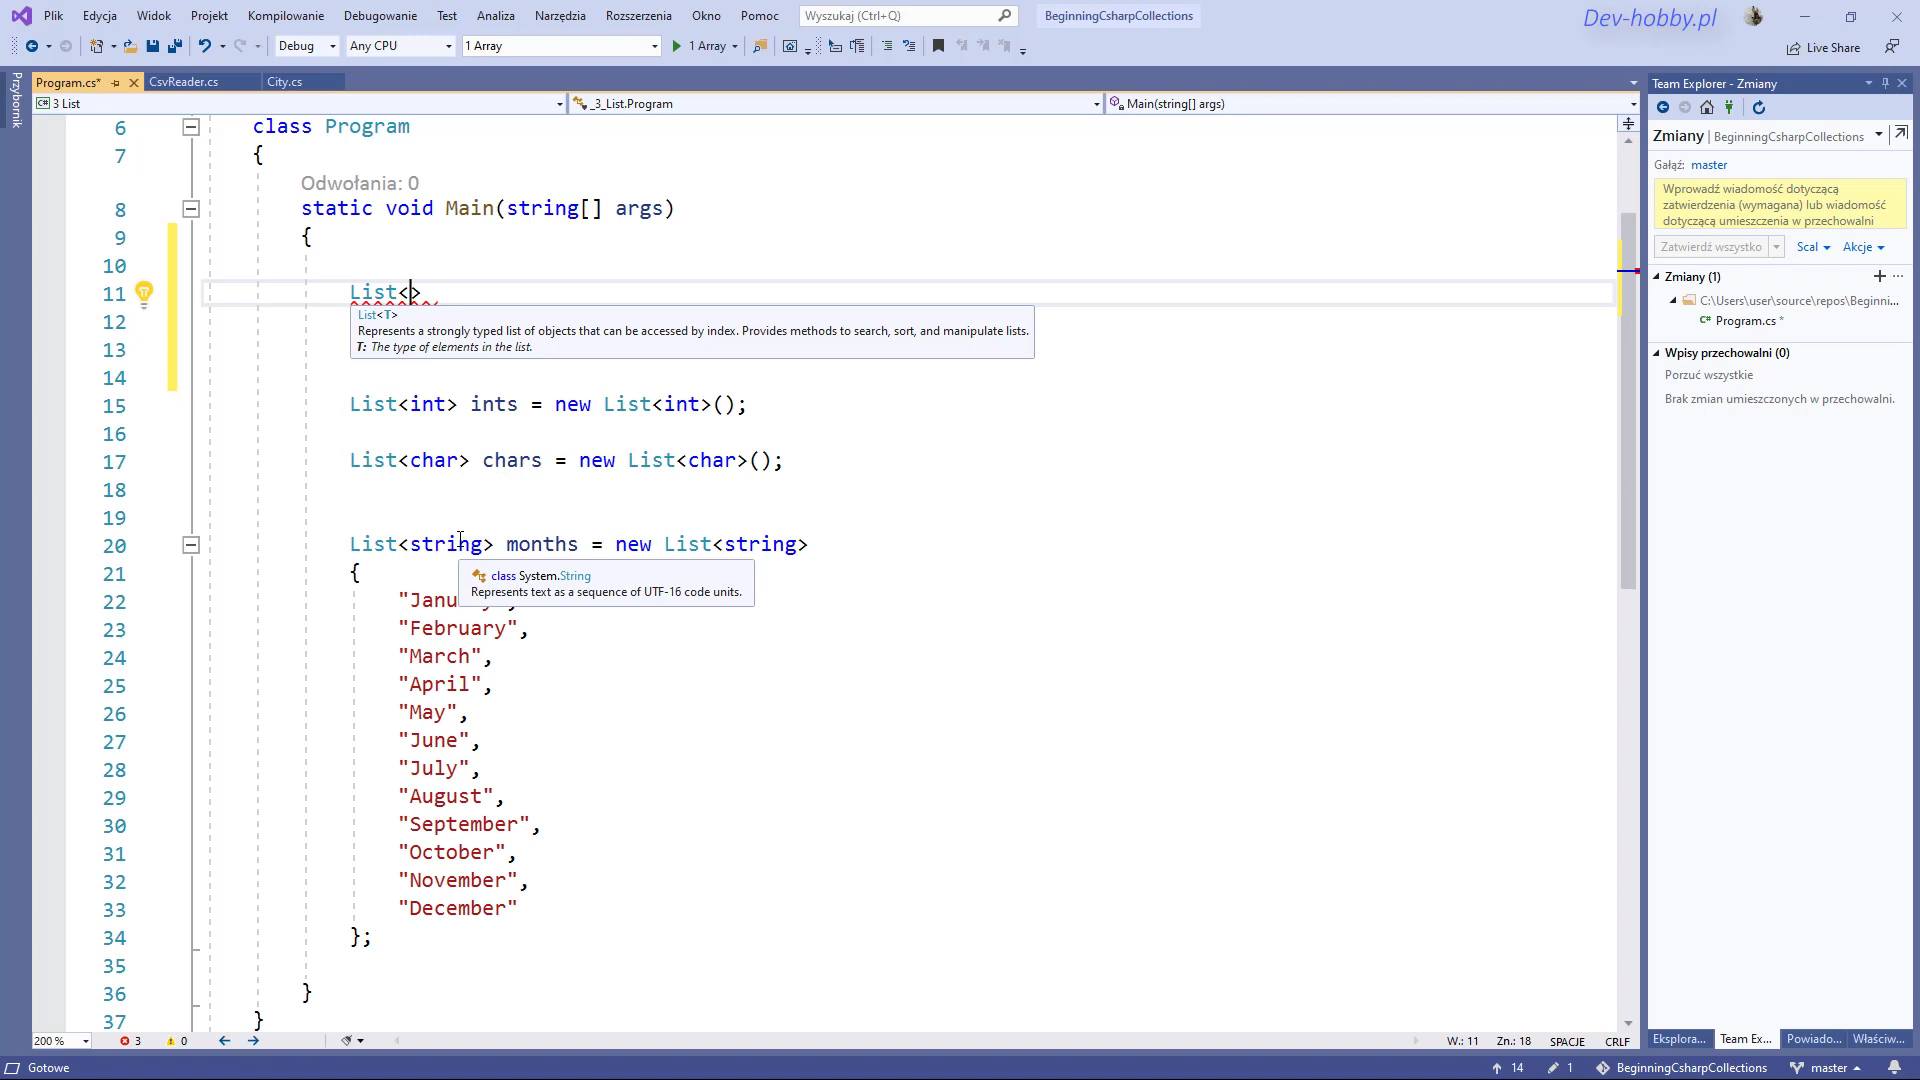 Plik Edycja Widok Projekt Kompilowanie Debugowanie Test Analiza Narzędzia Rozszerzenia Okno Pomoc Wyszukaj (Ctrl+Q) BeginningCsharpCollections Dev-hobby.pl
Debug Any CPU 1 Array 1 Array Live Share
Przybornik
Program.cs* CsvReader.cs City.cs
3 List _3_List.Program Main(string[] args)
6 class Program
7 {
Odwołania: 0
8 static void Main(string[] args)
9 {
10
11 List<>
List<T>
Represents a strongly typed list of objects that can be accessed by index. Provides methods to search, sort, and manipulate lists.
T: The type of elements in the list.
12
13
14
15 List<int> ints = new List<int>();
16
17 List<char> chars = new List<char>();
18
19
20 List<string> months = new List<string>
21 {
class System.String
Represents text as a sequence of UTF-16 code units.
22 "Janu
23 "February",
24 "March",
25 "April",
26 "May",
27 "June",
28 "July",
29 "August",
30 "September",
31 "October",
32 "November",
33 "December"
34 };
35
36 }
37 }
200 % 3 0 W.: 11 Zn.: 18 SPACJE CRLF
Gotowe 14 1 BeginningCsharpCollections master
Team Explorer - Zmiany
Zmiany | BeginningCsharpCollections
Gałąź: master
Wprowadź wiadomość dotyczącą
zatwierdzenia (wymagana) lub wiadomość
dotyczącą umieszczenia w przechowalni
Zatwierdź wszystko Scal Akcje
Zmiany (1)
C:\Users\user\source\repos\Beginni...
Program.cs *
Wpisy przechowalni (0)
Porzuć wszystkie
Brak zmian umieszczonych w przechowalni.
Eksplora... Team Ex... Powiado... Właściw...